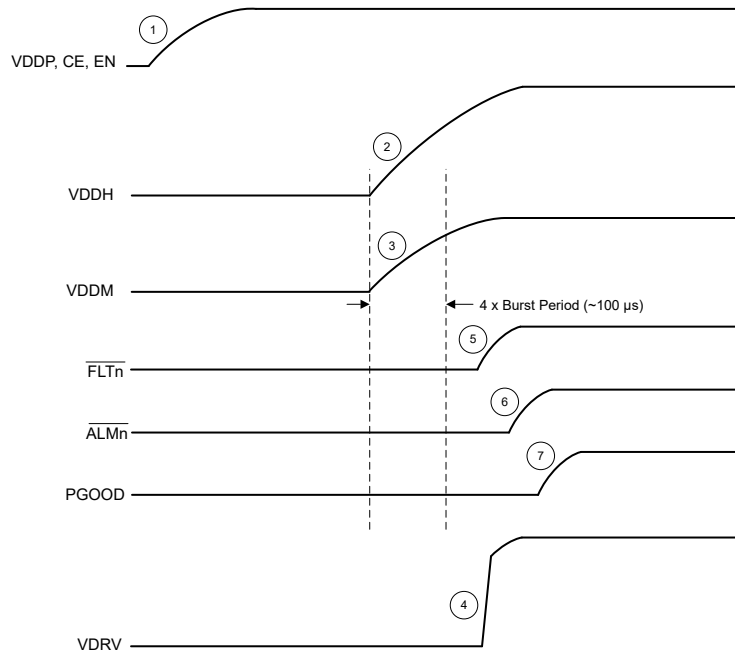 1
VDDP, CE, EN
2
VDDH
3
VDDM
4 x Burst Period (~100 µs)
5
FLTn
6
ALMn
7
PGOOD
4
VDRV